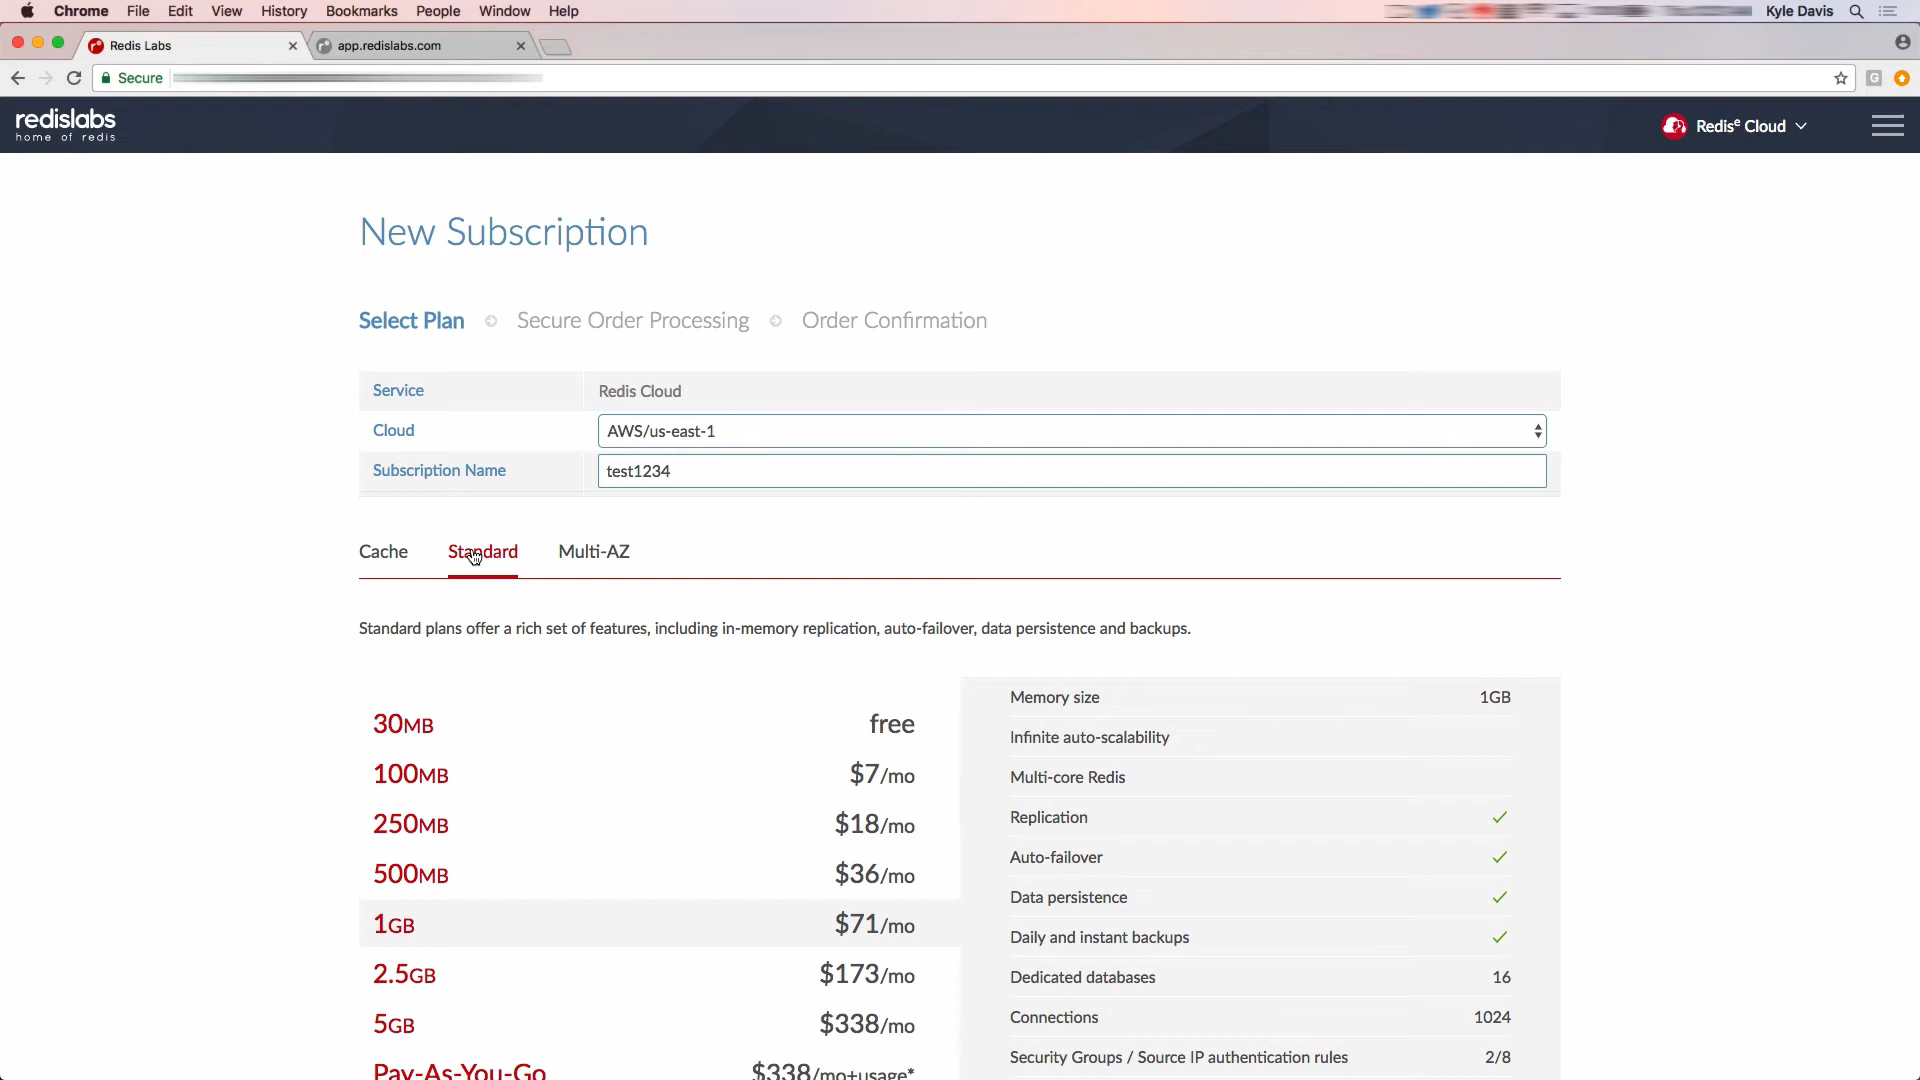 Chrome File Edit View History Bookmarks People Window Help Kyle Davis
Redis Labs app.redislabs.com
Secure G
redislabs
home of redis
Redisᵉ Cloud
New Subscription
Select Plan Secure Order Processing Order Confirmation
Service Redis Cloud
Cloud AWS/us-east-1
Subscription Name test1234
Cache Standard Multi-AZ
Standard plans offer a rich set of features, including in-memory replication, auto-failover, data persistence and backups.
30MB free
100MB $7/mo
250MB $18/mo
500MB $36/mo
1GB $71/mo
2.5GB $173/mo
5GB $338/mo
Pay-As-You-Go $338/mo+usage*
Memory size 1GB
Infinite auto-scalability
Multi-core Redis
Replication ✓
Auto-failover ✓
Data persistence ✓
Daily and instant backups ✓
Dedicated databases 16
Connections 1024
Security Groups / Source IP authentication rules 2/8